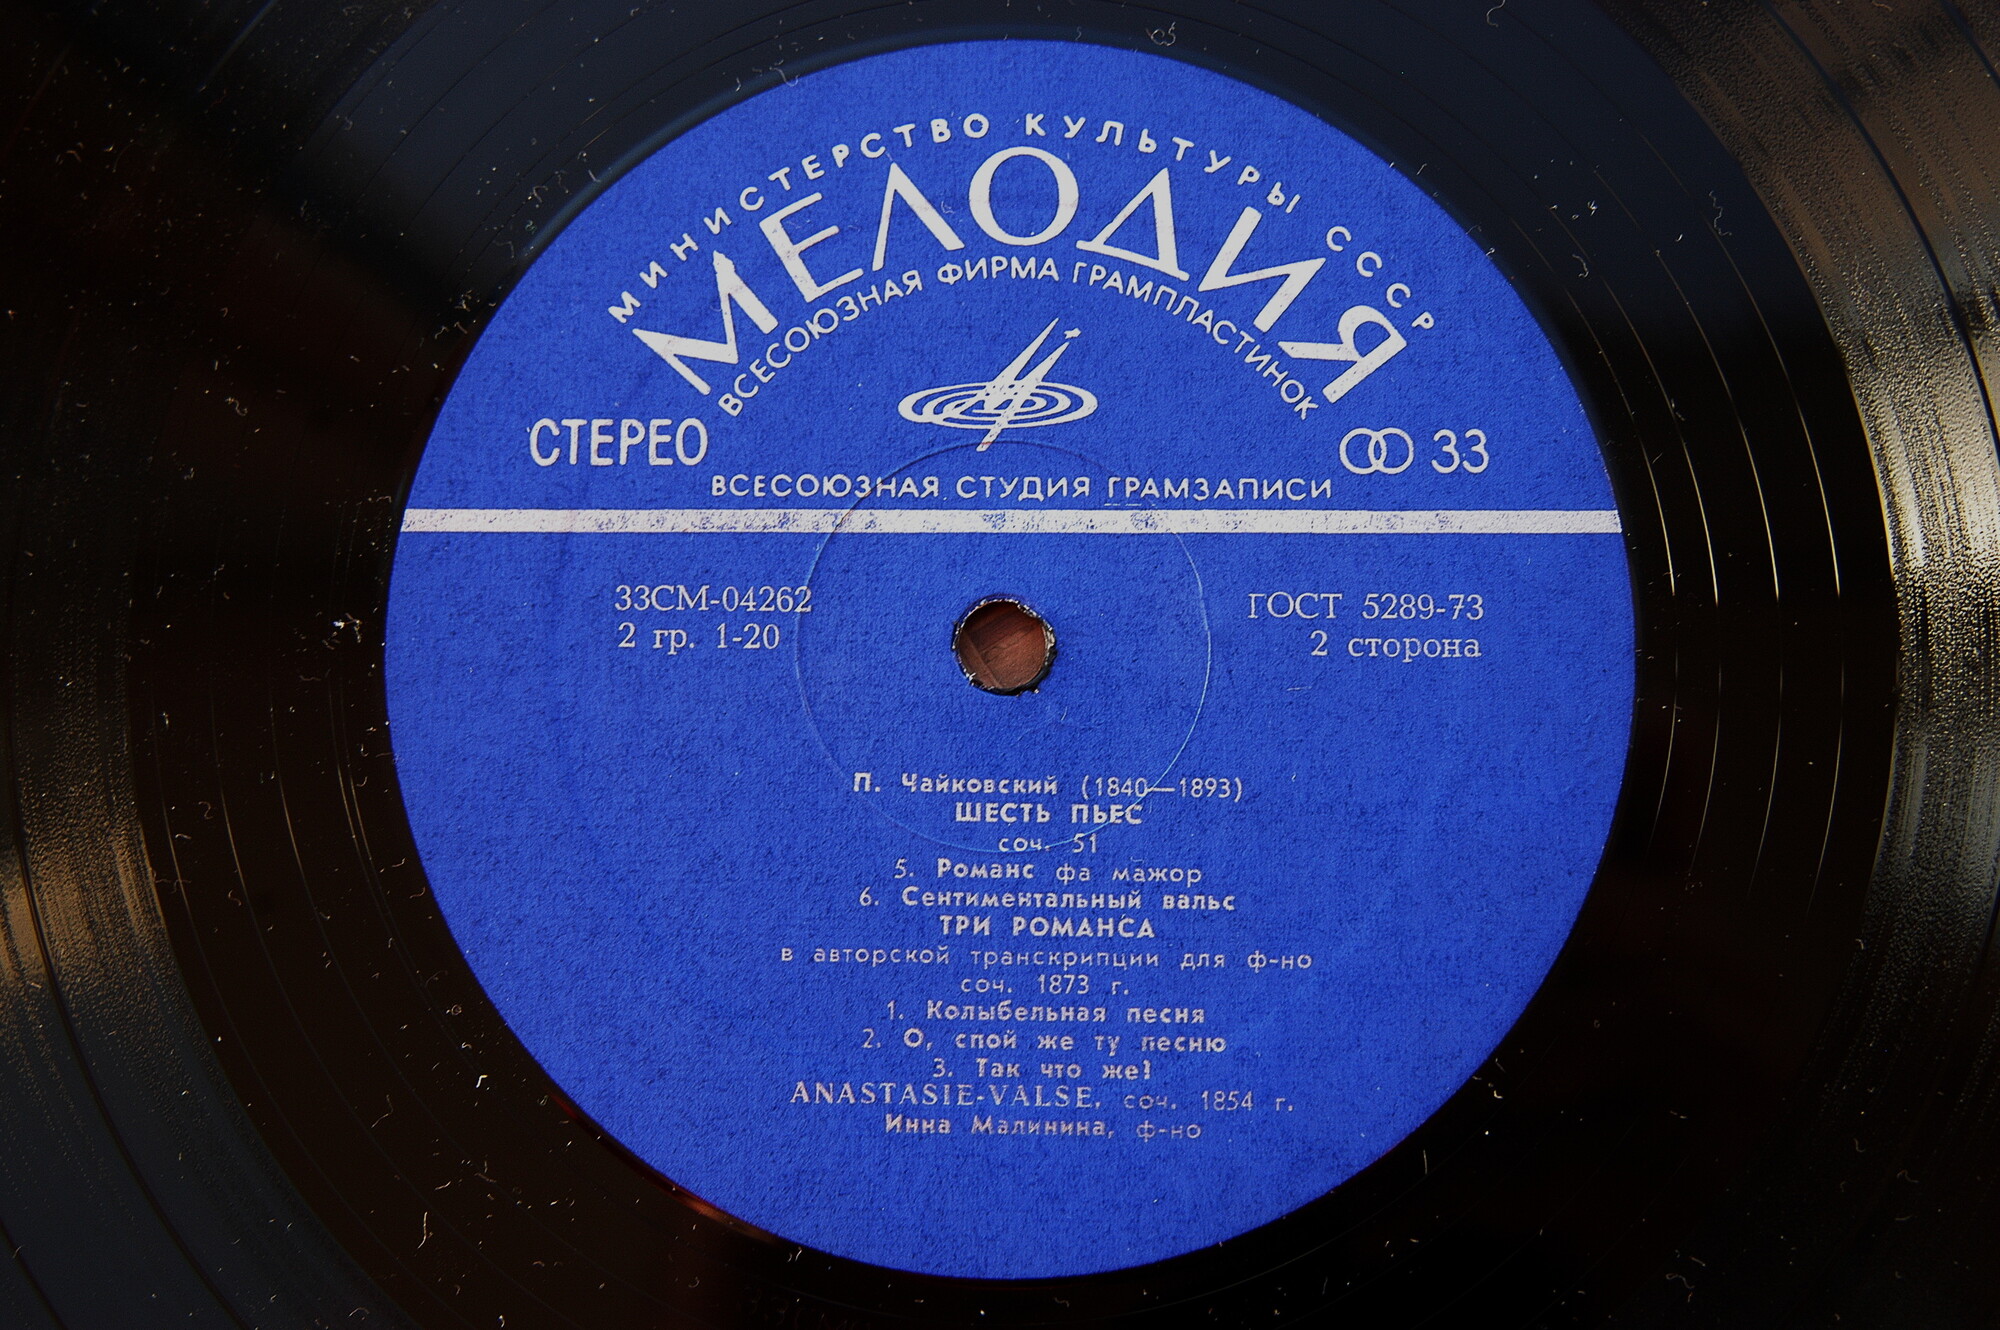 МИНИСТЕРСТВО КУЛЬТУРЫ СССР
МЕЛОДИЯ
ВСЕСОЮЗНАЯ ФИРМА ГРАМПЛАСТИНОК
СТЕРЕО
33
ВСЕСОЮЗНАЯ СТУДИЯ ГРАМЗАПИСИ
33СМ-04262
ГОСТ 5289-73
2 гр. 1-20
2 сторона
П. Чайковский (1840—1893)
ШЕСТЬ ПЬЕС
соч. 51
5. Романс фа мажор
6. Сентиментальный вальс
ТРИ РОМАНСА
в авторской транскрипции для ф-но
соч. 1873 г.
1. Колыбельная песня
2. О, спой же ту песню
3. Так что же!
ANASTASIE-VALSE, соч. 1854 г.
Инна Малинина, ф-но